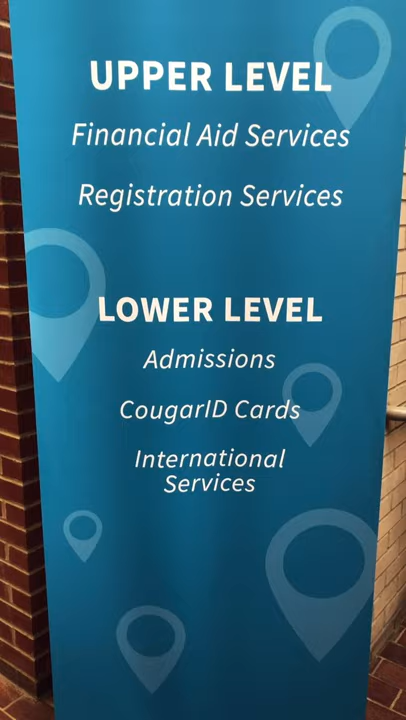 UPPER LEVEL
Financial Aid Services
Registration Services
LOWER LEVEL
Admissions
CougarID Cards
International
Services